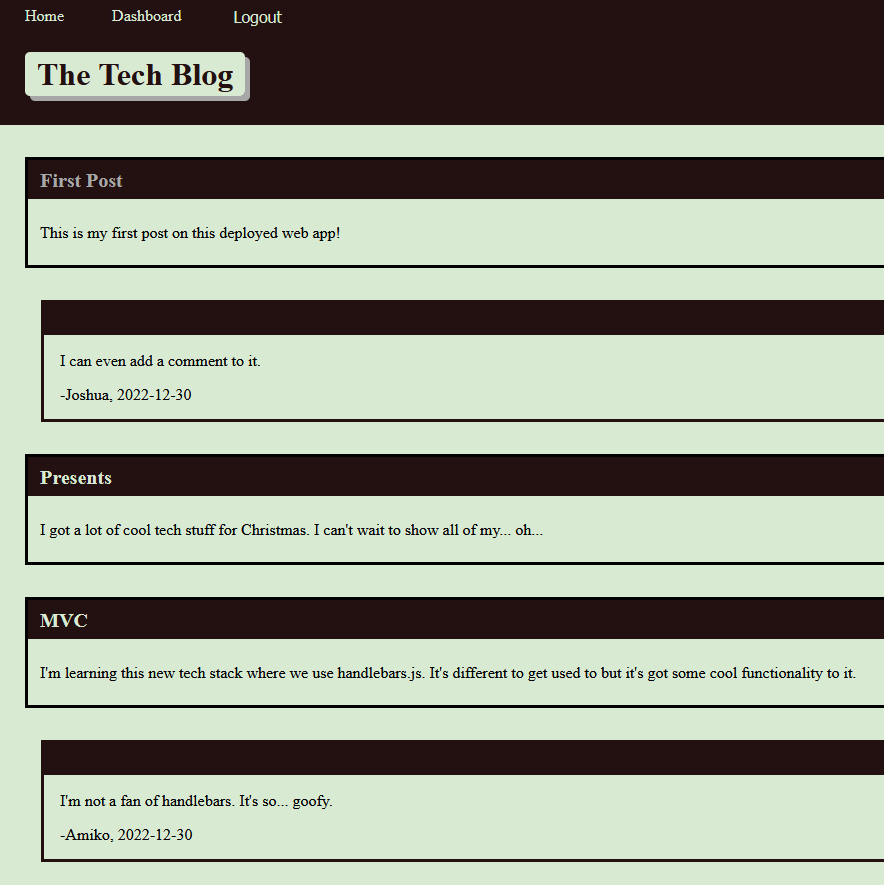 Home Dashboard Logout
The Tech Blog
First Post
This is my first post on this deployed web app!
I can even add a comment to it.
-Joshua, 2022-12-30
Presents
I got a lot of cool tech stuff for Christmas. I can't wait to show all of my... oh...
MVC
I'm learning this new tech stack where we use handlebars.js. It's different to get used to but it's got some cool functionality to it.
I'm not a fan of handlebars. It's so... goofy.
-Amiko, 2022-12-30